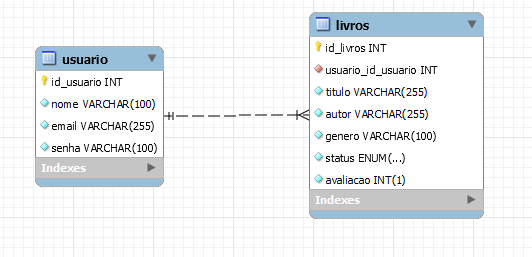 usuario
id_usuario INT
nome VARCHAR(100)
email VARCHAR(255)
senha VARCHAR(100)
Indexes
livros
id_livros INT
usuario_id_usuario INT
titulo VARCHAR(255)
autor VARCHAR(255)
genero VARCHAR(100)
status ENUM(...)
avaliacao INT(1)
Indexes